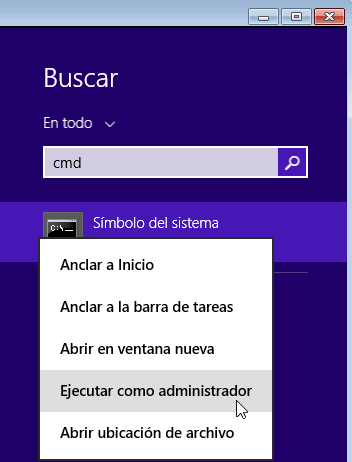 Buscar
En todo
cmd
C:\.
Símbolo del sistema
Anclar a Inicio
Anclar a la barra de tareas
Abrir en ventana nueva
Ejecutar como administrador
Abrir ubicación de archivo